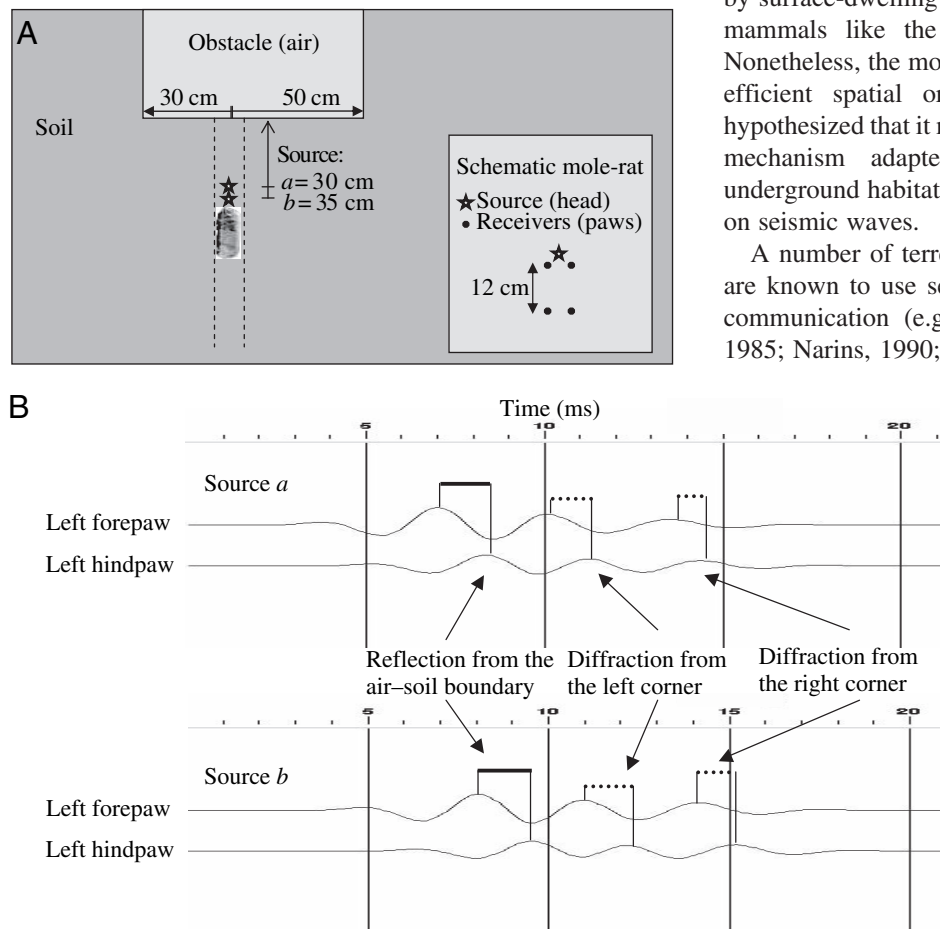 A
Obstacle (air)
30 cm
50 cm
Soil
Source:
a = 30 cm
b = 35 cm
Schematic mole-rat
Source (head)
Receivers (paws)
12 cm
by surface-dwelling
mammals like the
Nonetheless, the mo
efficient spatial or
hypothesized that it r
mechanism adapte
underground habitat
on seismic waves.
A number of terre
are known to use se
communication (e.g
1985; Narins, 1990;
B
Time (ms)
5 10 20
Source a
Left forepaw
Left hindpaw
Reflection from the
air–soil boundary
Diffraction from
the left corner
Diffraction from
the right corner
5 10 15 20
Source b
Left forepaw
Left hindpaw